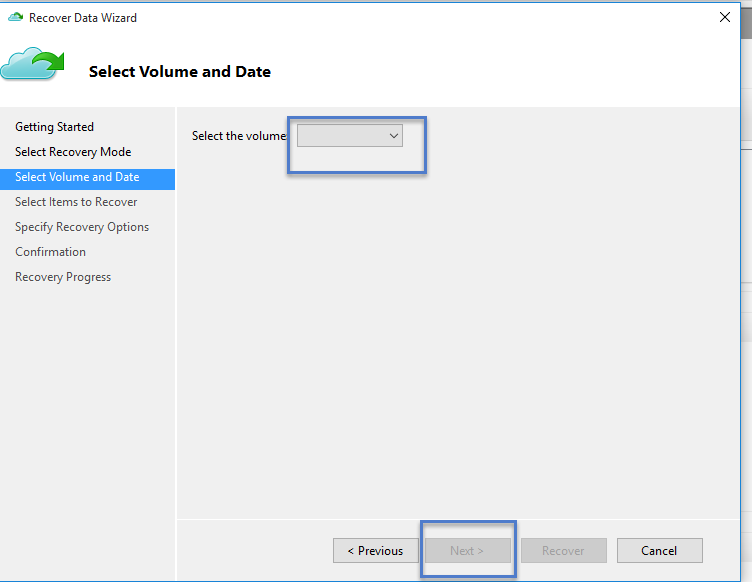 Recover Data Wizard
Select Volume and Date
Getting Started
Select Recovery Mode
Select Volume and Date
Select Items to Recover
Specify Recovery Options
Confirmation
Recovery Progress
Select the volume
< Previous
Next >
Recover
Cancel